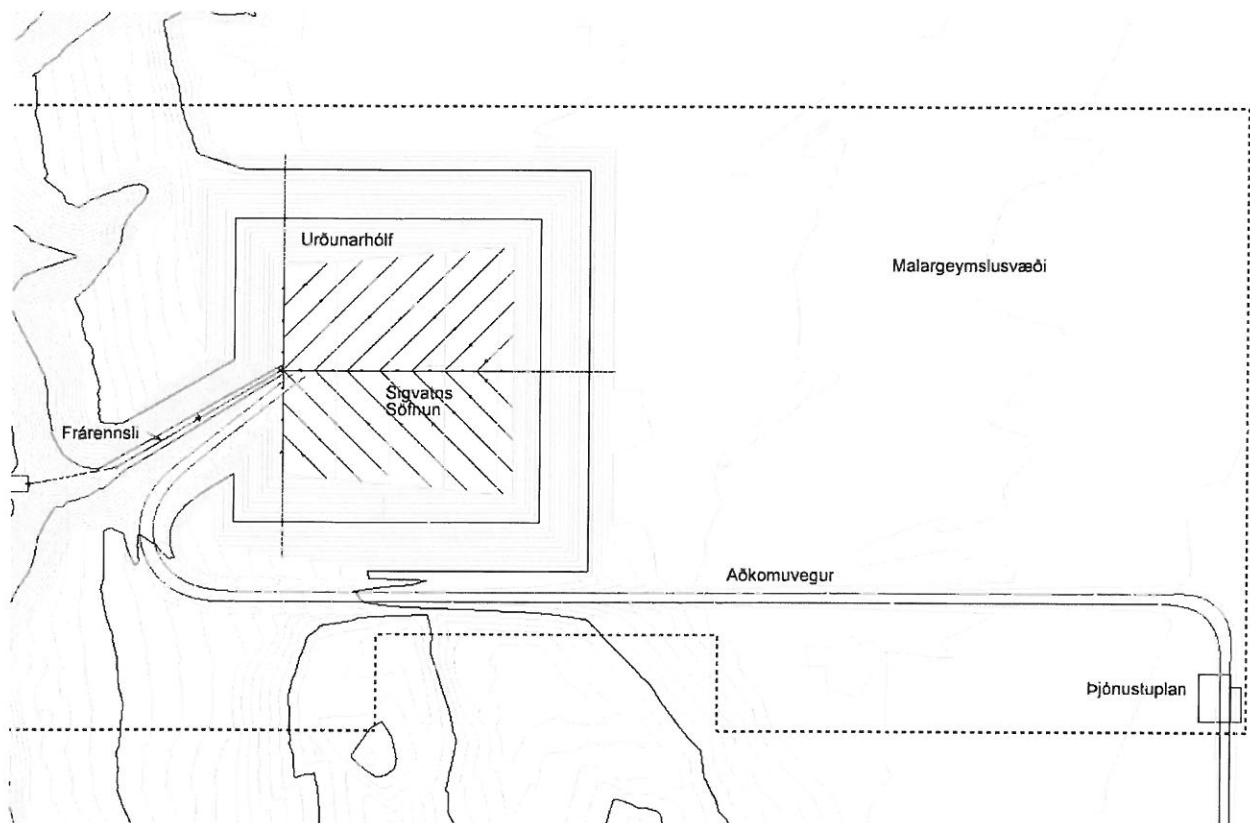 Urðunarhólf
Malargeymslusvæði
Sigvatns
Söfnun
Frárennsli
Aðkomuvegur
Þjónustuplan